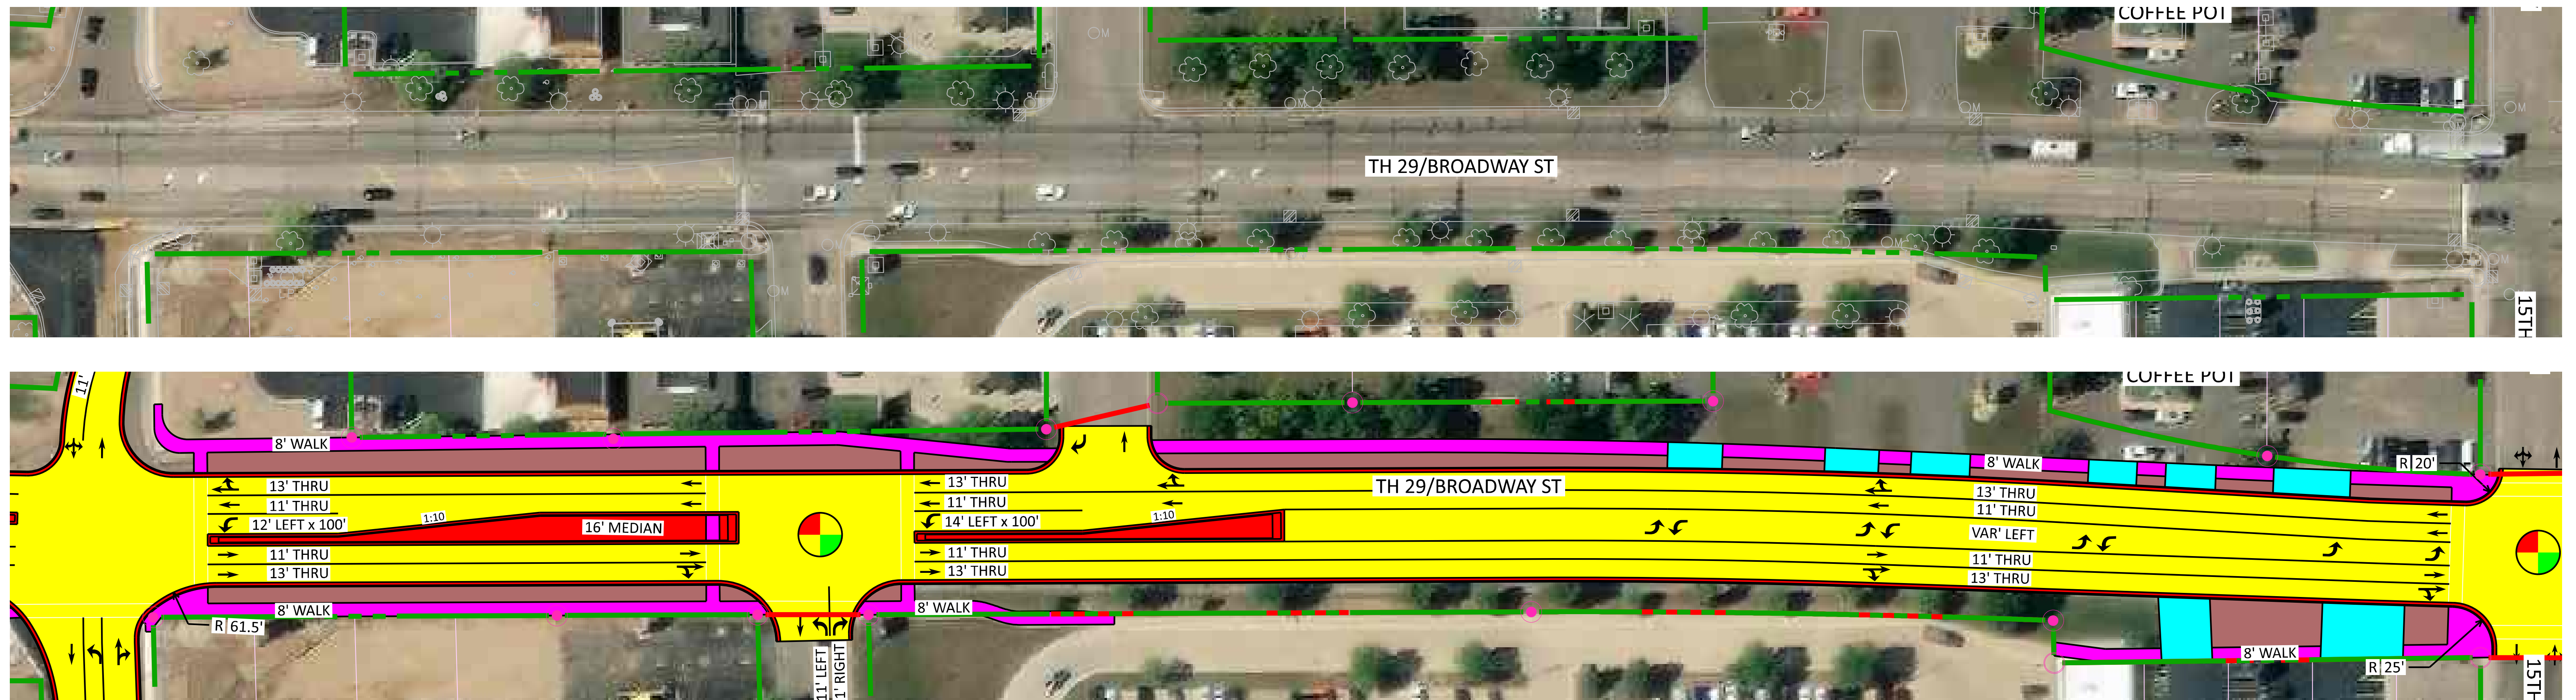 COFFEE POT
M
M
M
M
TH 29/BROADWAY ST
M
M
M
M
15TH
11'
COFFEE POT
8' WALK
8' WALK
R 20'
13' THRU
13' THRU
TH 29/BROADWAY ST
13' THRU
11' THRU
11' THRU
11' THRU
12' LEFT x 100'
1:10
16' MEDIAN
14' LEFT x 100'
1:10
VAR' LEFT
11' THRU
11' THRU
11' THRU
13' THRU
13' THRU
13' THRU
8' WALK
8' WALK
R 61.5'
8' WALK
R 25'
11' LEFT
1' RIGHT
15TH